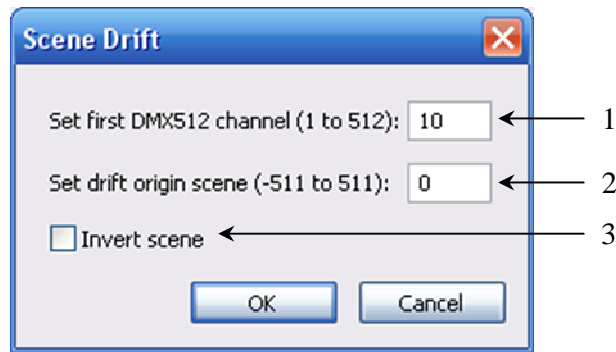 Scene Drift
Set first DMX512 channel (1 to 512): 10 1
Set drift origin scene (-511 to 511): 0 2
Invert scene 3
OK Cancel